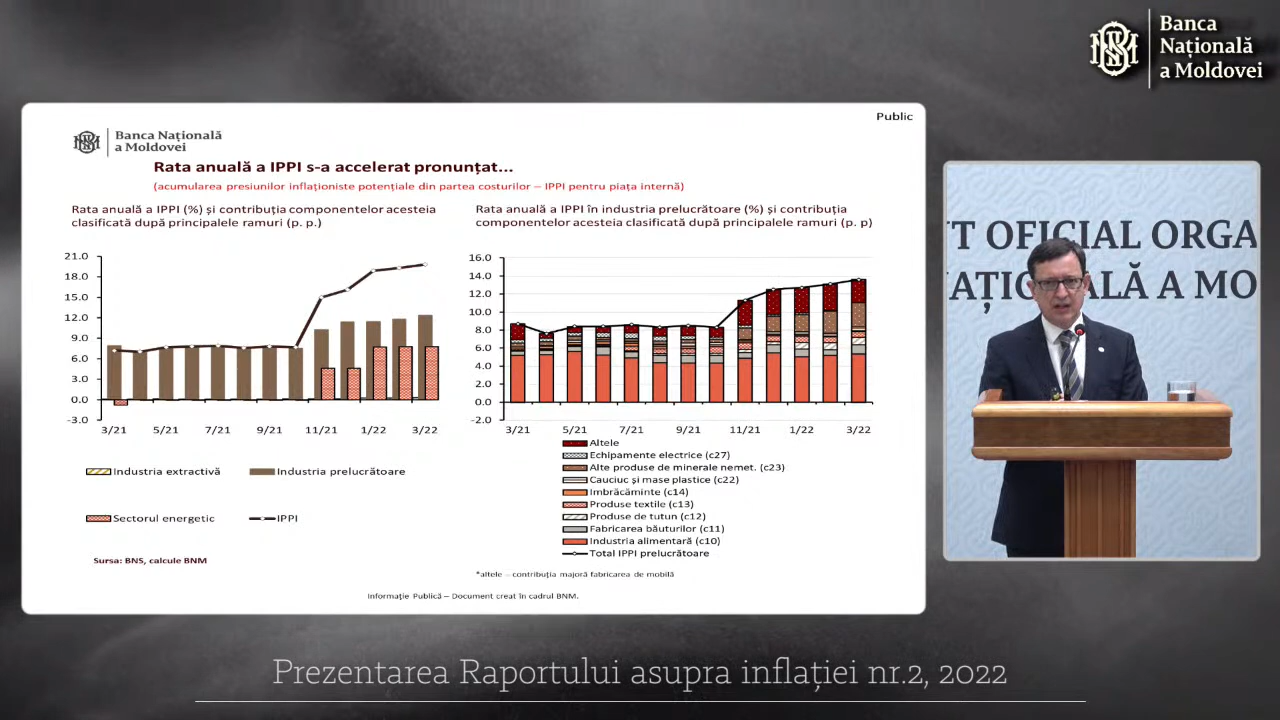 Banca
Națională
a Moldovei
Public
Banca Națională
a Moldovei
Rata anuală a IPPI s-a accelerat pronunțat...
(acumularea presiunilor inflaționiste potențiale din partea costurilor – IPPI pentru piața internă)
Rata anuală a IPPI (%) și contribuția componentelor acesteia
clasificată după principalele ramuri (p. p.)
21.0
18.0
15.0
12.0
9.0
6.0
3.0
0.0
-3.0
3/21 5/21 7/21 9/21 11/21 1/22 3/22
Industria extractivă Industria prelucrătoare
Sectorul energetic IPPI
Sursa: BNS, calcule BNM
Rata anuală a IPPI în industria prelucrătoare (%) și contribuția
componentelor acesteia clasificată după principalele ramuri (p. p)
16.0
14.0
12.0
10.0
8.0
6.0
4.0
2.0
0.0
-2.0
3/21 5/21 7/21 9/21 11/21 1/22 3/22
Altele
Echipamente electrice (c27)
Alte produse de minerale nemet. (c23)
Cauciuc și mase plastice (c22)
Imbrăcăminte (c14)
Produse textile (c13)
Produse de tutun (c12)
Fabricarea băuturilor (c11)
Industria alimentară (c10)
Total IPPI prelucrătoare
*altele – contribuția majoră fabricarea de mobilă
Informație Publică – Document creat în cadrul BNM.
NT OFICIAL ORGA
NAȚIONALĂ A MO
Prezentarea Raportului asupra inflației nr.2, 2022